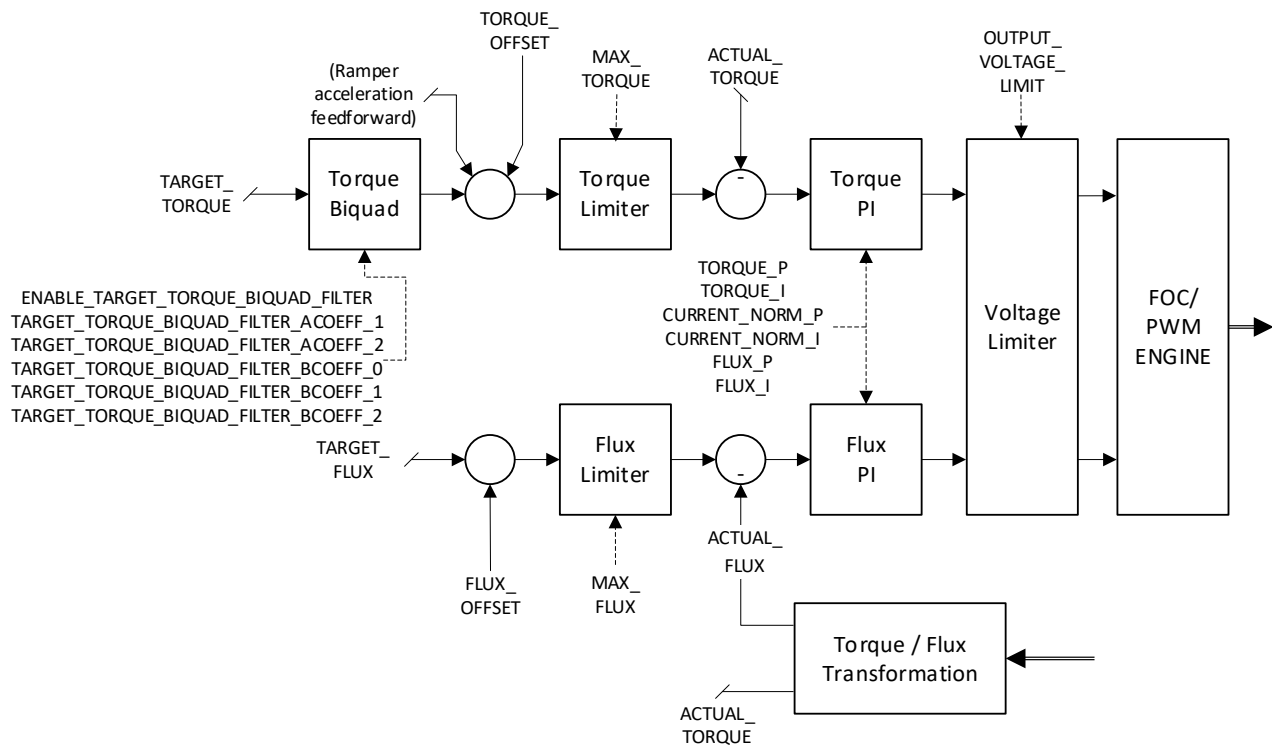 TORQUE_
OFFSET
(Ramper
acceleration
feedforward)
MAX_
TORQUE
ACTUAL_
TORQUE
OUTPUT_
VOLTAGE_
LIMIT
TARGET_
TORQUE
Torque
Biquad
Torque
Limiter
-
Torque
PI
ENABLE_TARGET_TORQUE_BIQUAD_FILTER
TARGET_TORQUE_BIQUAD_FILTER_ACOEFF_1
TARGET_TORQUE_BIQUAD_FILTER_ACOEFF_2
TARGET_TORQUE_BIQUAD_FILTER_BCOEFF_0
TARGET_TORQUE_BIQUAD_FILTER_BCOEFF_1
TARGET_TORQUE_BIQUAD_FILTER_BCOEFF_2
TORQUE_P
TORQUE_I
CURRENT_NORM_P
CURRENT_NORM_I
FLUX_P
FLUX_I
Voltage
Limiter
FOC/
PWM
ENGINE
TARGET_
FLUX
Flux
Limiter
-
Flux
PI
FLUX_
OFFSET
MAX_
FLUX
ACTUAL_
FLUX
Torque / Flux
Transformation
ACTUAL_
TORQUE